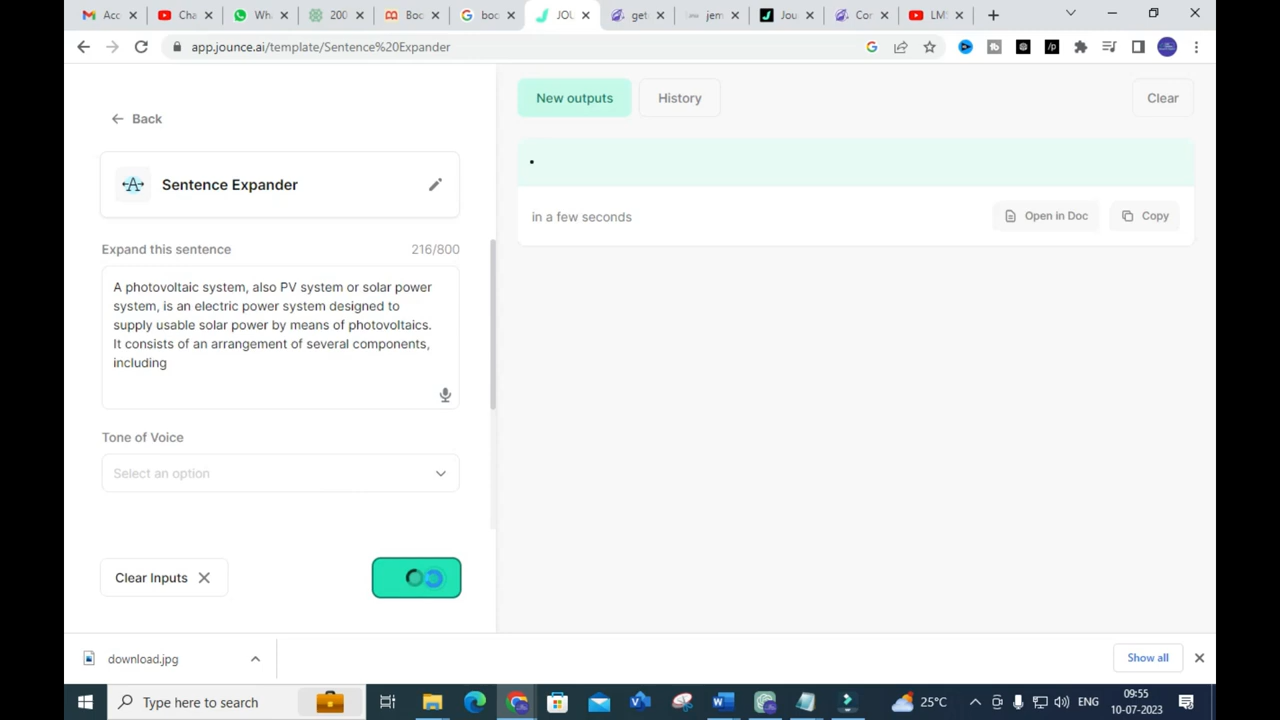 Acc
Cha
Wha
200
Boc
boc
JOU
get
jem
Jou
Cor
LM
app.jounce.ai/template/Sentence%20Expander
Back
New outputs
History
Clear
Sentence Expander
Expand this sentence
216/800
A photovoltaic system, also PV system or solar power
system, is an electric power system designed to
supply usable solar power by means of photovoltaics.
It consists of an arrangement of several components,
including
in a few seconds
Open in Doc
Copy
Tone of Voice
Select an option
Clear Inputs
download.jpg
Show all
Type here to search
25°C
ENG
09:55
10-07-2023